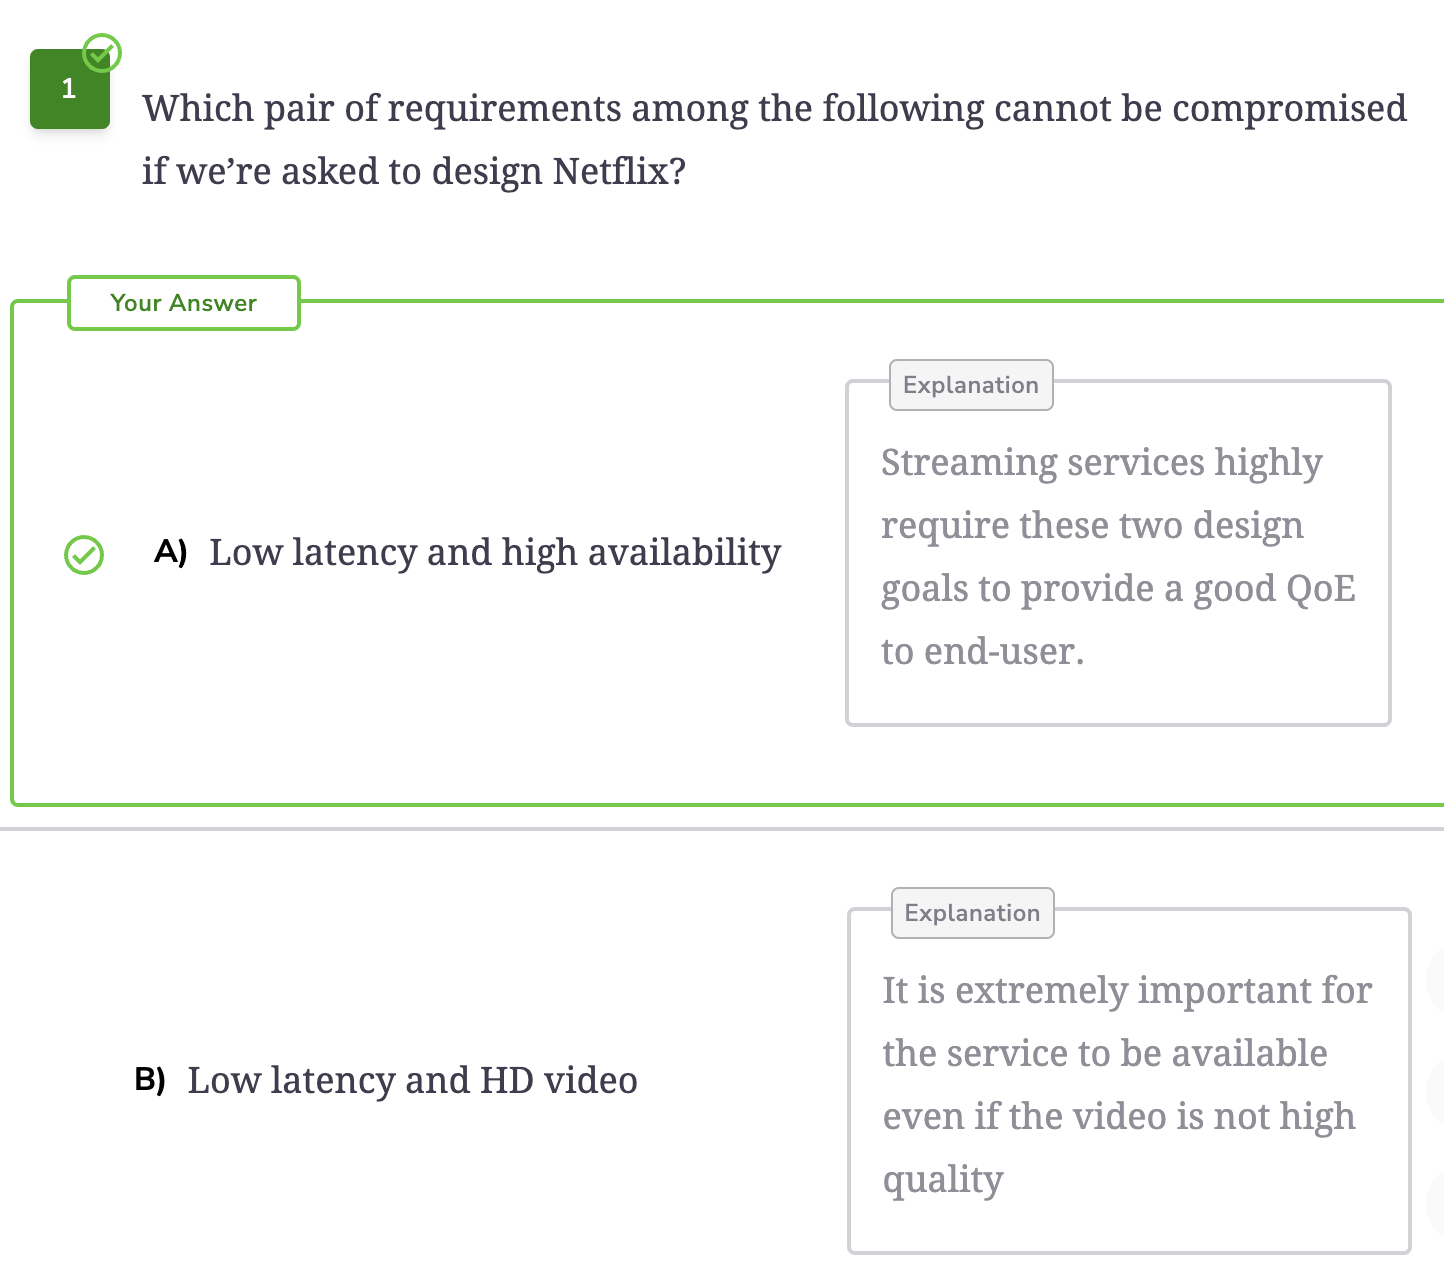 1
Which pair of requirements among the following cannot be compromised
if we’re asked to design Netflix?
Your Answer
A) Low latency and high availability
Explanation
Streaming services highly
require these two design
goals to provide a good QoE
to end-user.
B) Low latency and HD video
Explanation
It is extremely important for
the service to be available
even if the video is not high
quality